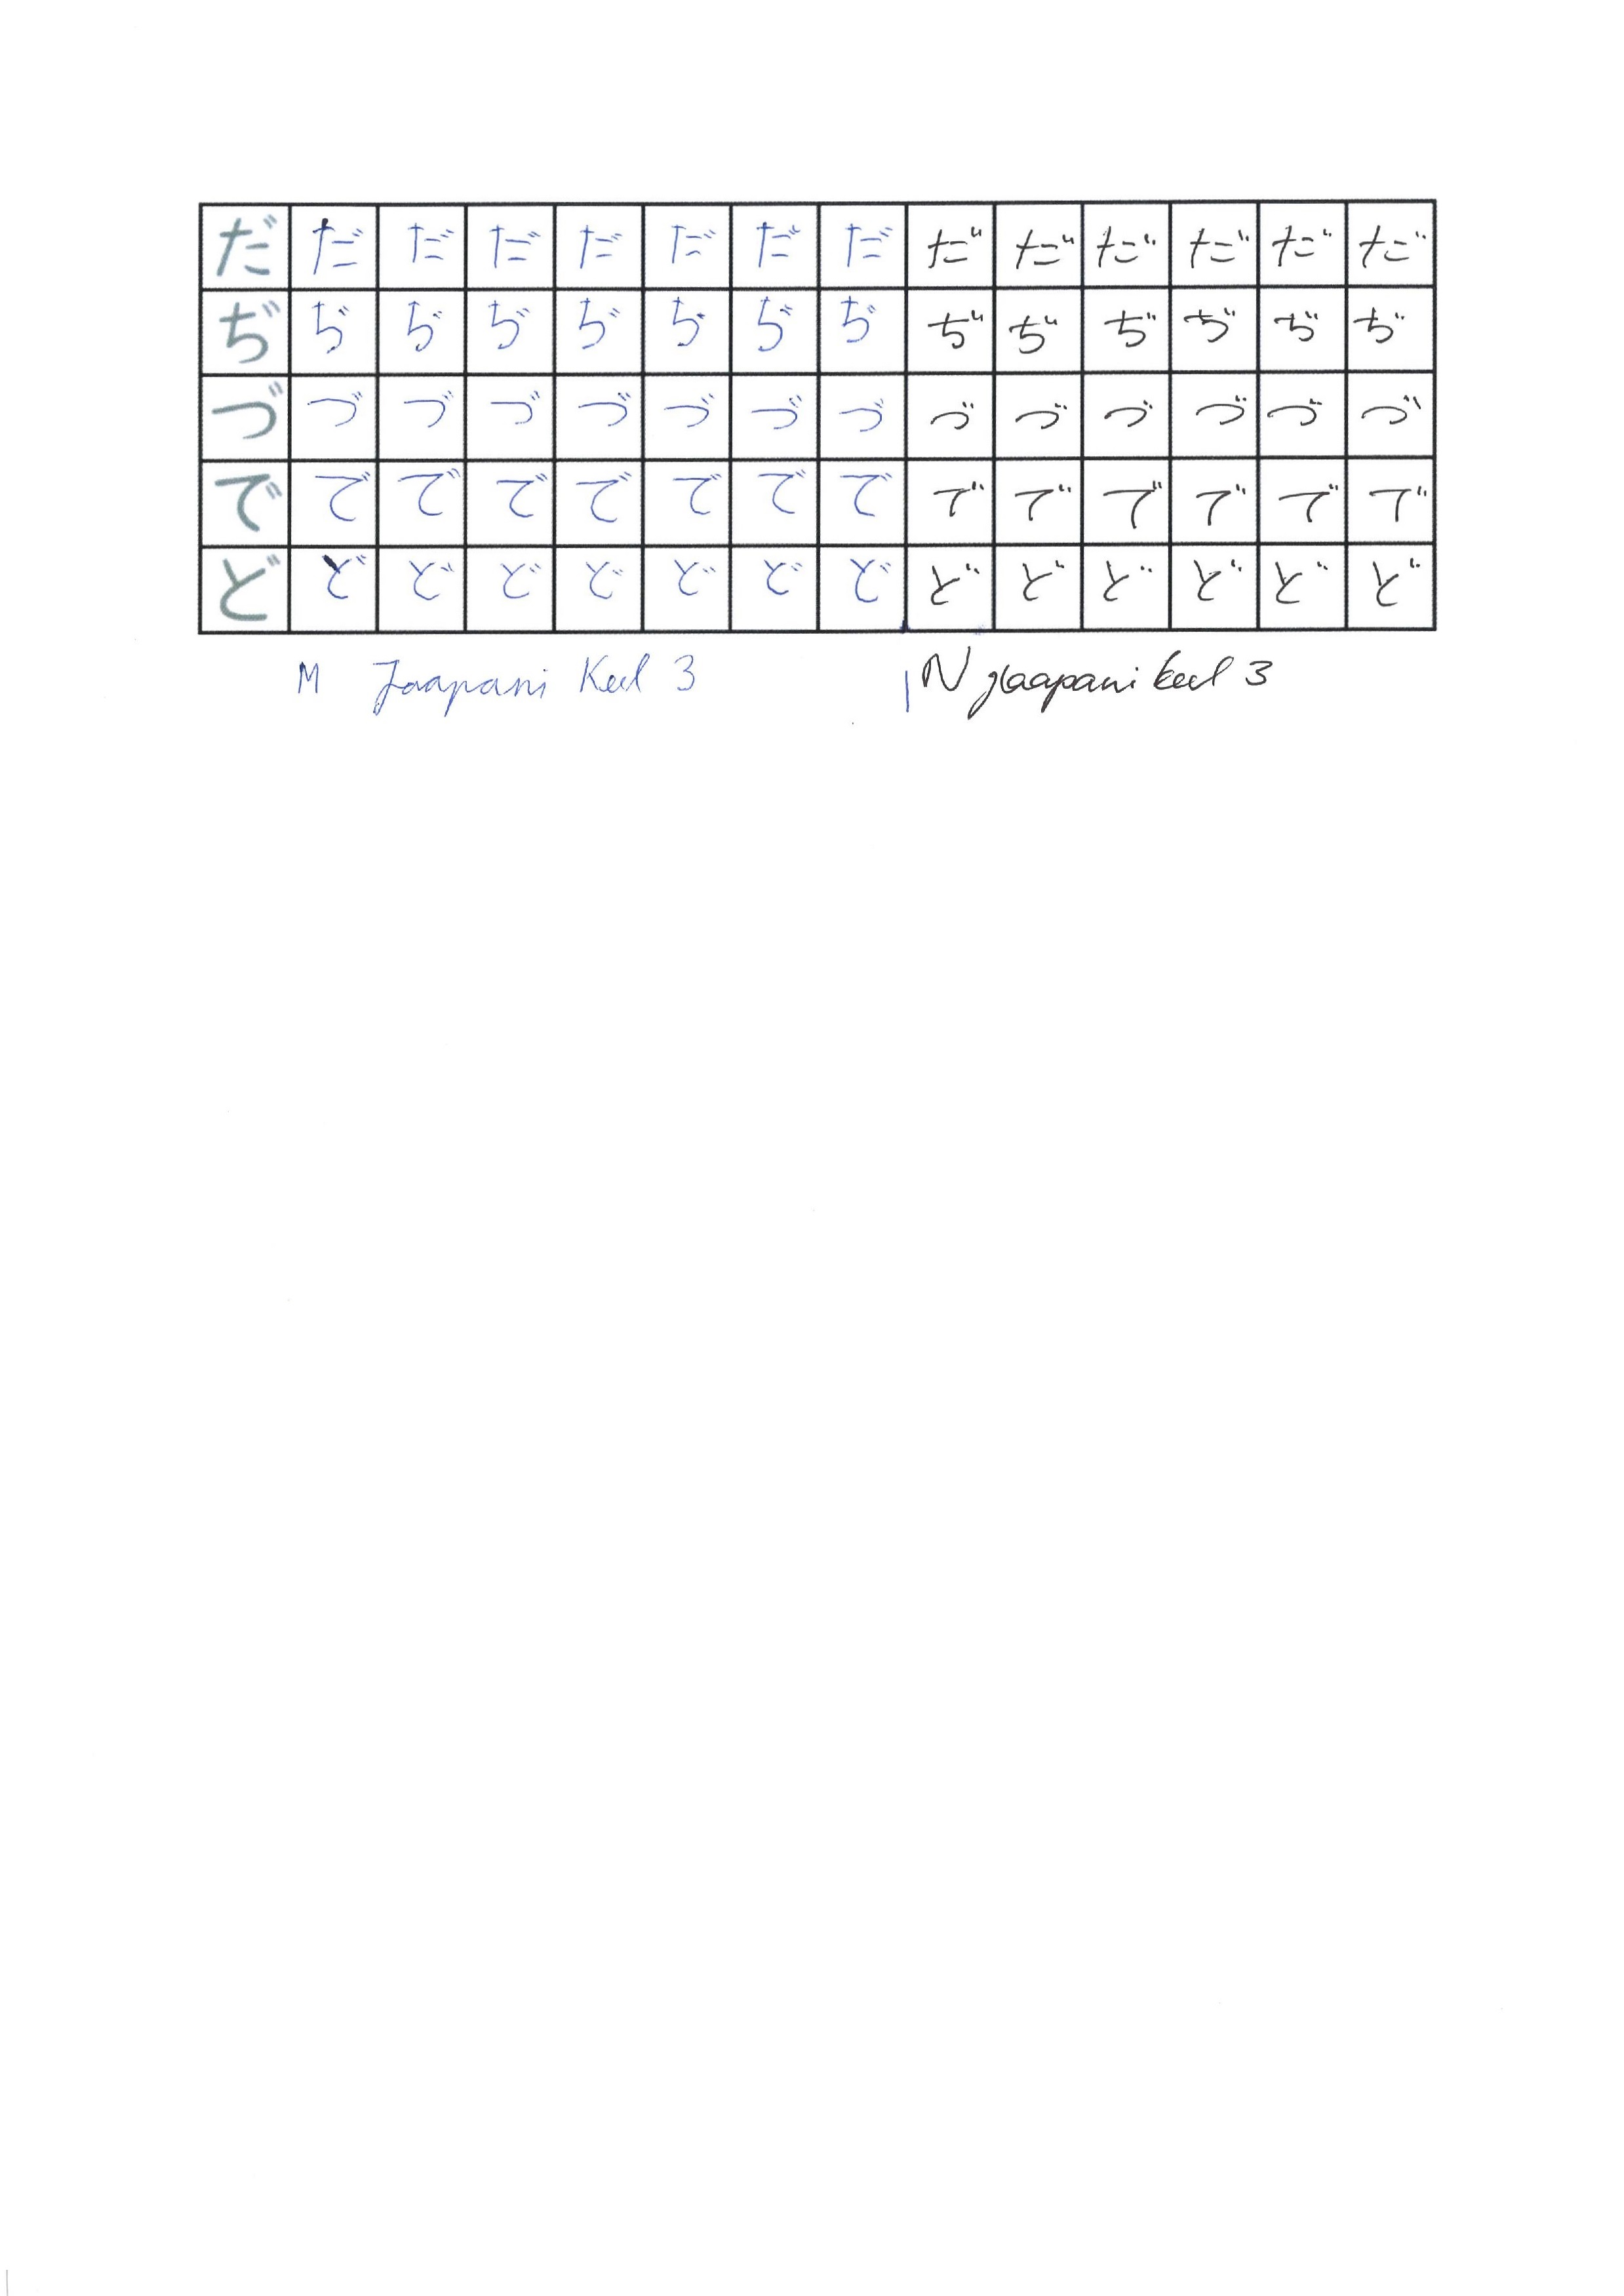 だ だ だ だ だ だ だ だ だ だ だ だ だ だ
ぢ ぢ ぢ ぢ ぢ ぢ ぢ ぢ ぢ ぢ ぢ ぢ ぢ ぢ
づ づ づ づ づ づ づ づ づ づ づ づ づ づ
で で で で で で で で で で で で で で
ど ど ど ど ど ど ど ど ど ど ど ど ど ど
M Jaapani Keel 3 | N Jaapani keel 3